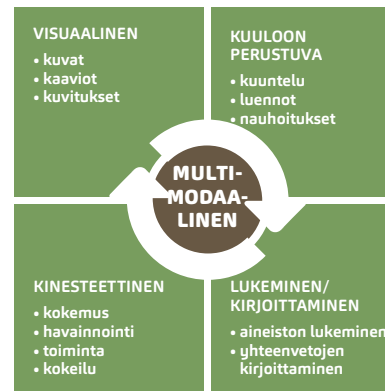 VISUAALINEN
• kuvat
• kaaviot
• kuvitukset
KUULOON
PERUSTUVA
• kuuntelu
• luennot
• nauhoitukset
MULTI-
MODAA-
LINEN
KINESTEETTINEN
• kokemus
• havainnointi
• toiminta
• kokeilu
LUKEMINEN/
KIRJOITTAMINEN
• aineiston lukeminen
• yhteenvetojen
kirjoittaminen